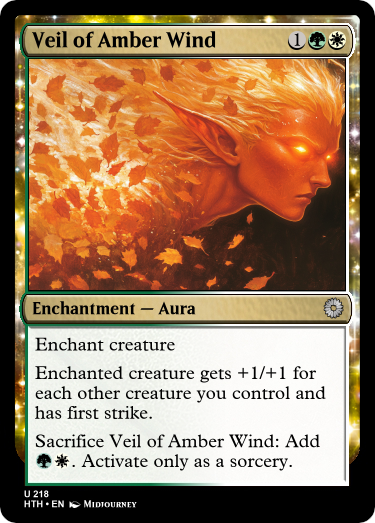 Veil of Amber Wind 1
Enchantment — Aura
Enchant creature
Enchanted creature gets +1/+1 for
each other creature you control and
has first strike.
Sacrifice Veil of Amber Wind: Add
. Activate only as a sorcery.
U 218
HTH • EN Midjourney